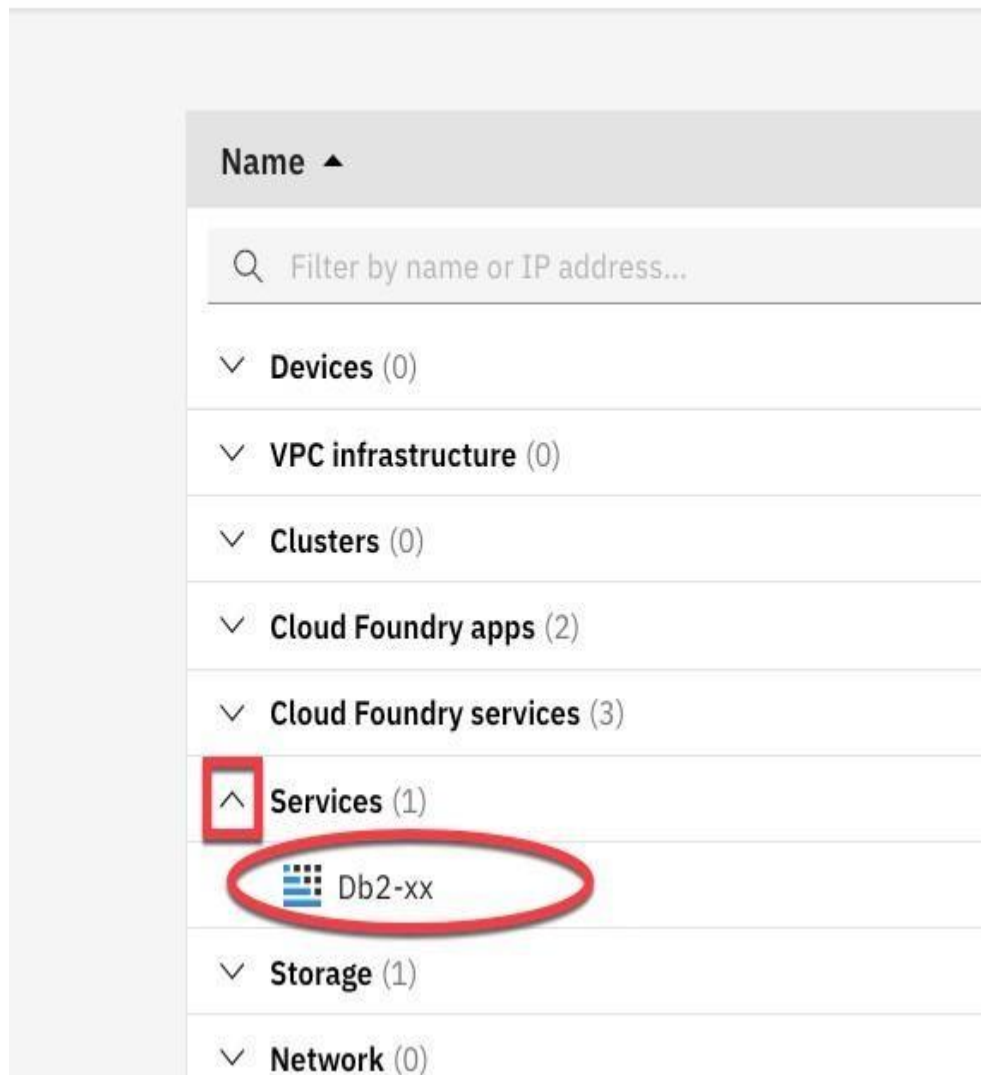 Name
Filter by name or IP address...
Devices (0)
VPC infrastructure (0)
Clusters (0)
Cloud Foundry apps (2)
Cloud Foundry services (3)
Services (1)
Db2-xx
Storage (1)
Network (0)